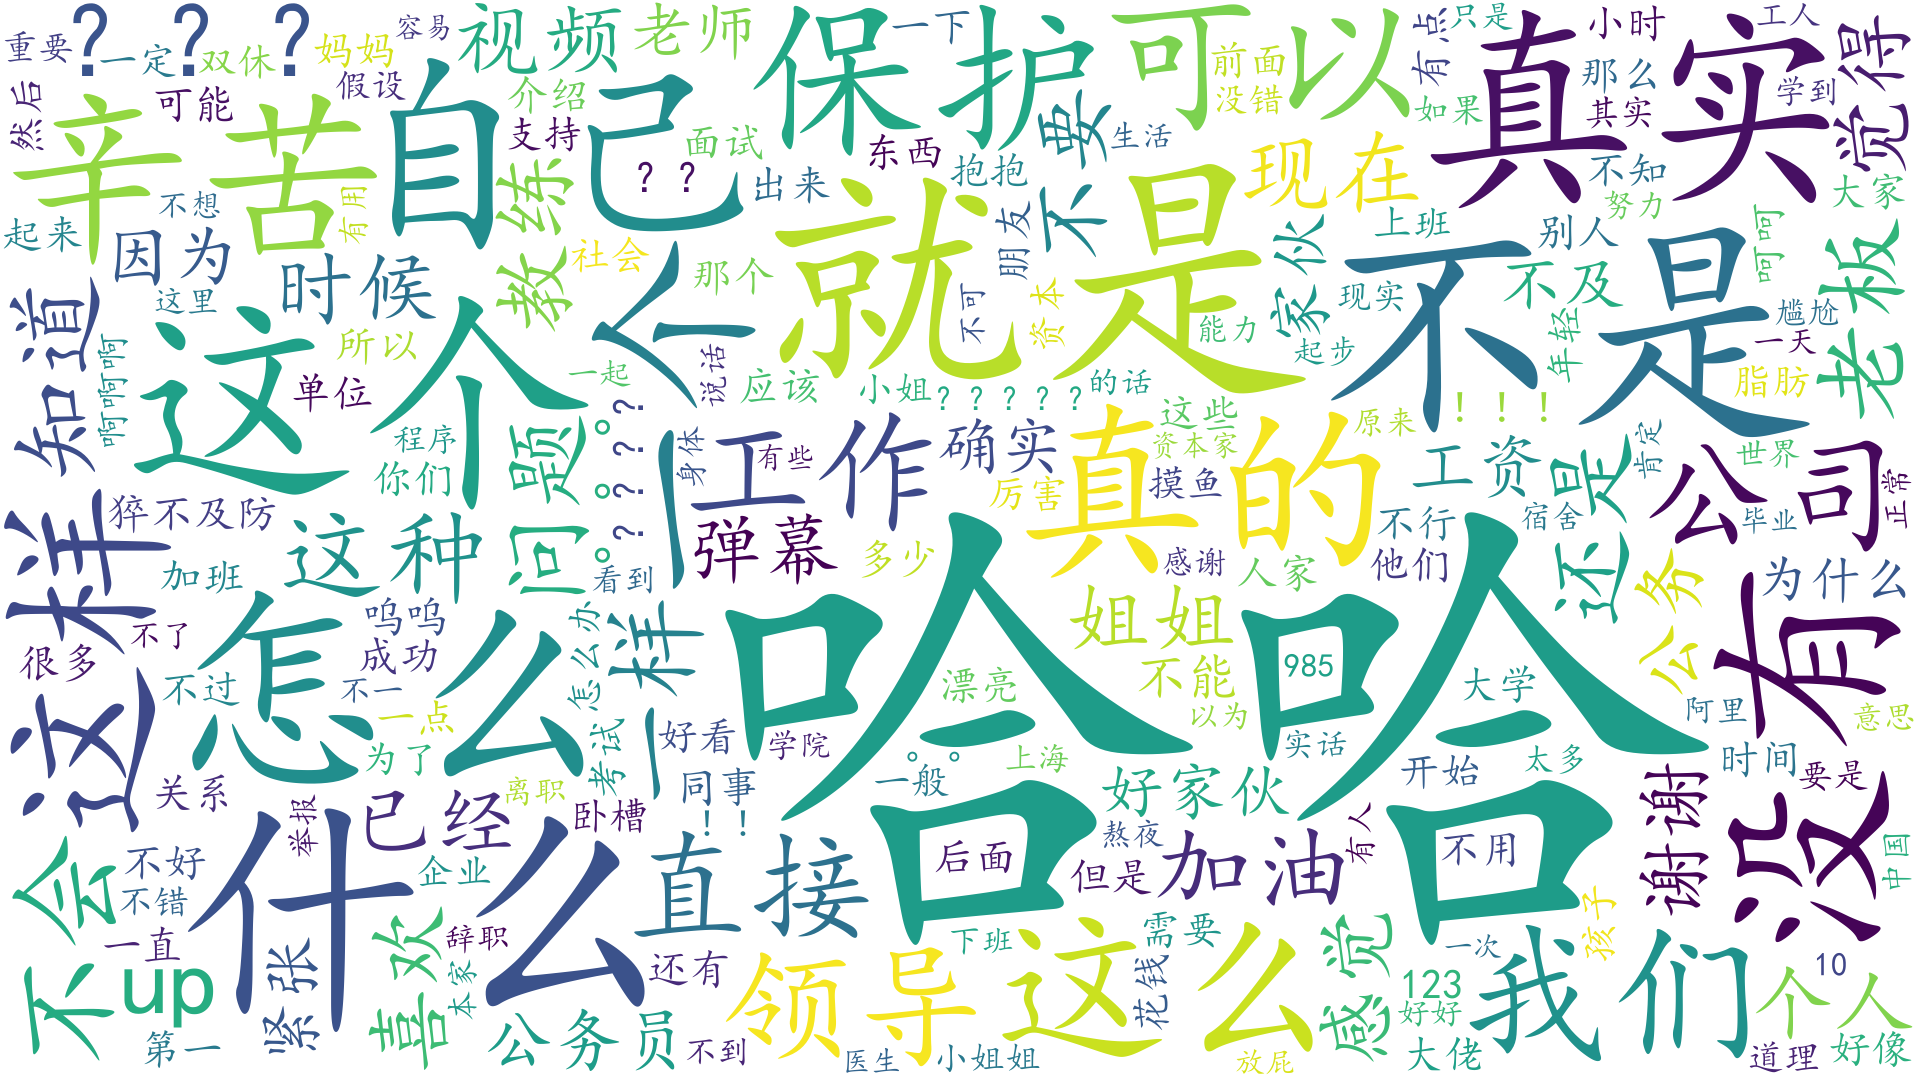 重要
?
一定
?
双休
?
妈妈
容易
视频
老师
一下
保护
可以
前面
没错
有点
只是
小时
工人
真实
那么
其实
学到
觉得
然后
可能
假设
介绍
支持
面试
东西
抱抱
要
生活
如果
辛苦
自己
??
出来
现在
不知
努力
大家
起来
不想
有用
因为
时候
教练
社会
那个
朋友
不要
上班
别人
呵呵
老板
这里
知道
啊啊啊
所以
单位
这个
一个
说话
就是
不可
资本
能力
家伙
现实
起步
不及
不是
年轻
尴尬
一天
脂肪
程序
你们
问题
一起
。。。
????
身体
应该
小姐
?????
的话
这些
资本家
原来
!!!
工资
肯定
世界
正常
猝不及防
加班
这种
看到
工作
有些
弹幕
多少
确实
厉害
摸鱼
真的
感谢
人家
不行
他们
宿舍
还是
公司
毕业
为什么
公务
这样
很多
不了
不过
怎么
呜呜
成功
不一
一点
为了
怎么办
考试
一样
好看
同事
!!
学院
漂亮
。。
一般
上海
哈哈
姐姐
不能
以为
985
实话
大学
开始
不用
太多
阿里
时间
要是
意思
没有
关系
举报
已经
离职
卧槽
企业
不会
不好
不错
一直
什么
辞职
本家
喜欢
直接
还有
后面
好家伙
熬夜
但是
加油
有人
谢谢
中国
孩子
up
第一
紧张
公务员
不到
领导
医生
小姐姐
下班
这么
需要
花钱
放屁
感觉
123
好好
大佬
一次
我们
个人
10
道理
好像